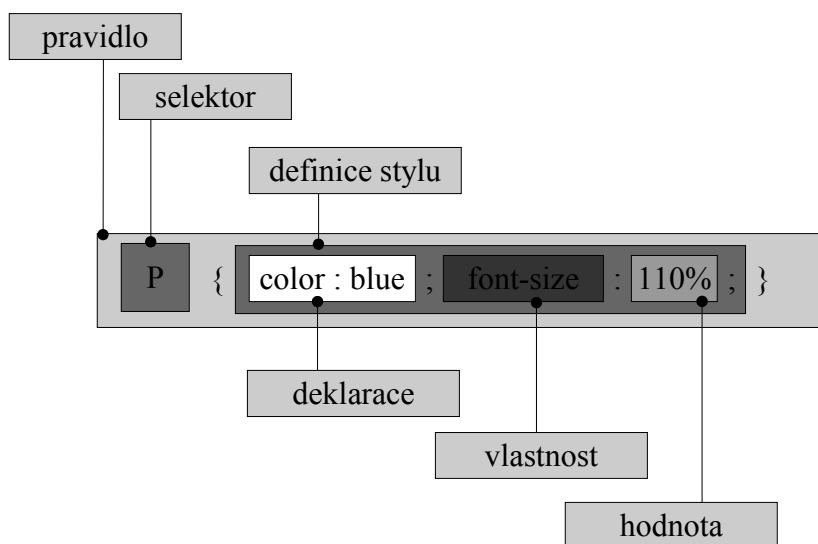 pravidlo
selektor
definice stylu
P { color : blue ; font-size : 110% ; }
deklarace
vlastnost
hodnota